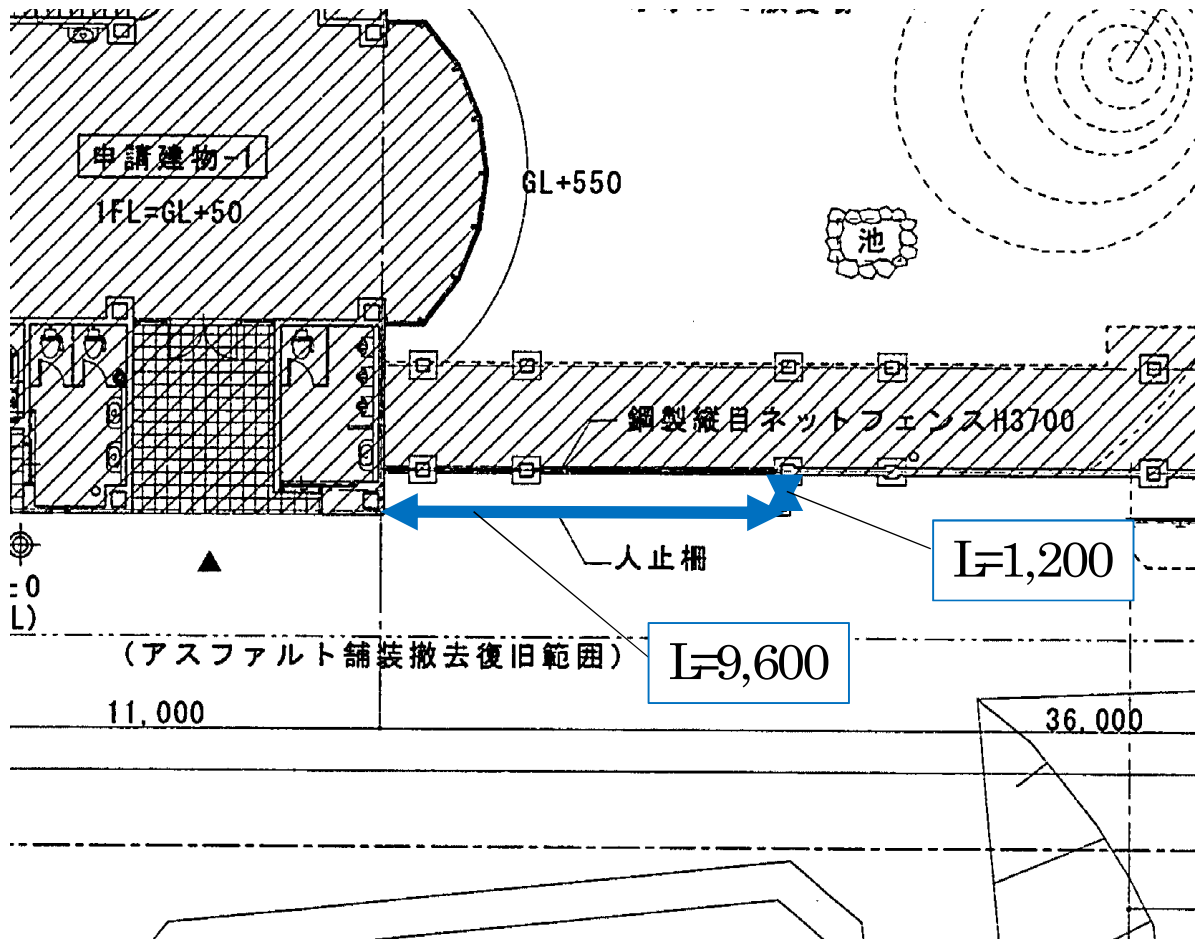 申請建物-1
1FL=GL+50
GL+550
池
鋼製縦目ネットフェンスH3700
人止柵
L=1,200
=0
L)
(アスファルト舗装撤去復旧範囲)
L=9,600
11,000
36,000